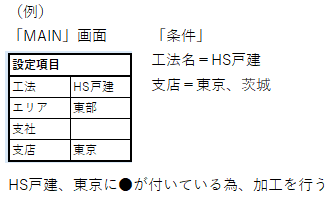 （例）
「MAIN」画面　「条件」
設定項目　工法名＝HS戸建
工法　HS戸建　支店＝東京、茨城
エリア　東部
支社
支店　東京
HS戸建、東京に●が付いている為、加工を行う